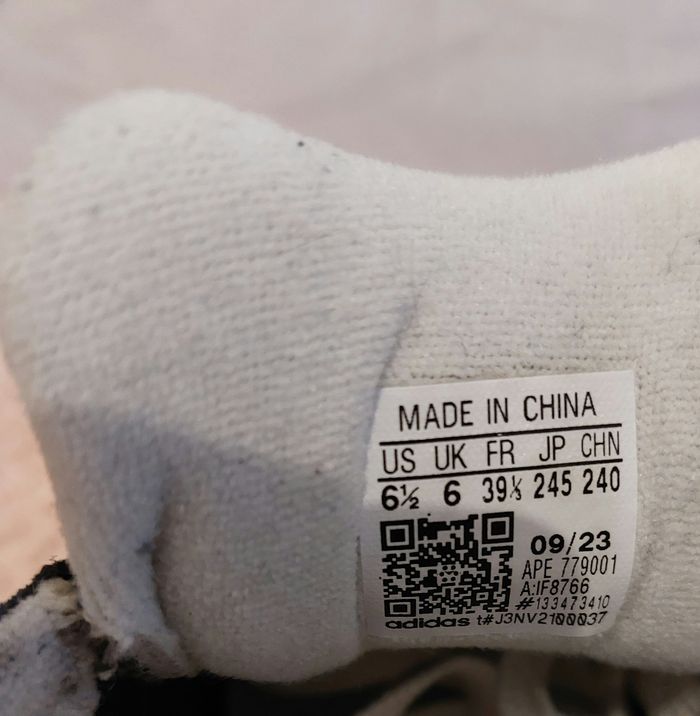 MADE IN CHINA
US UK FR JP CHN
6½ 6 39⅓ 245 240
09/23
APE 779001
A:IF8766
#133473410
adidas t#J3NV2100037